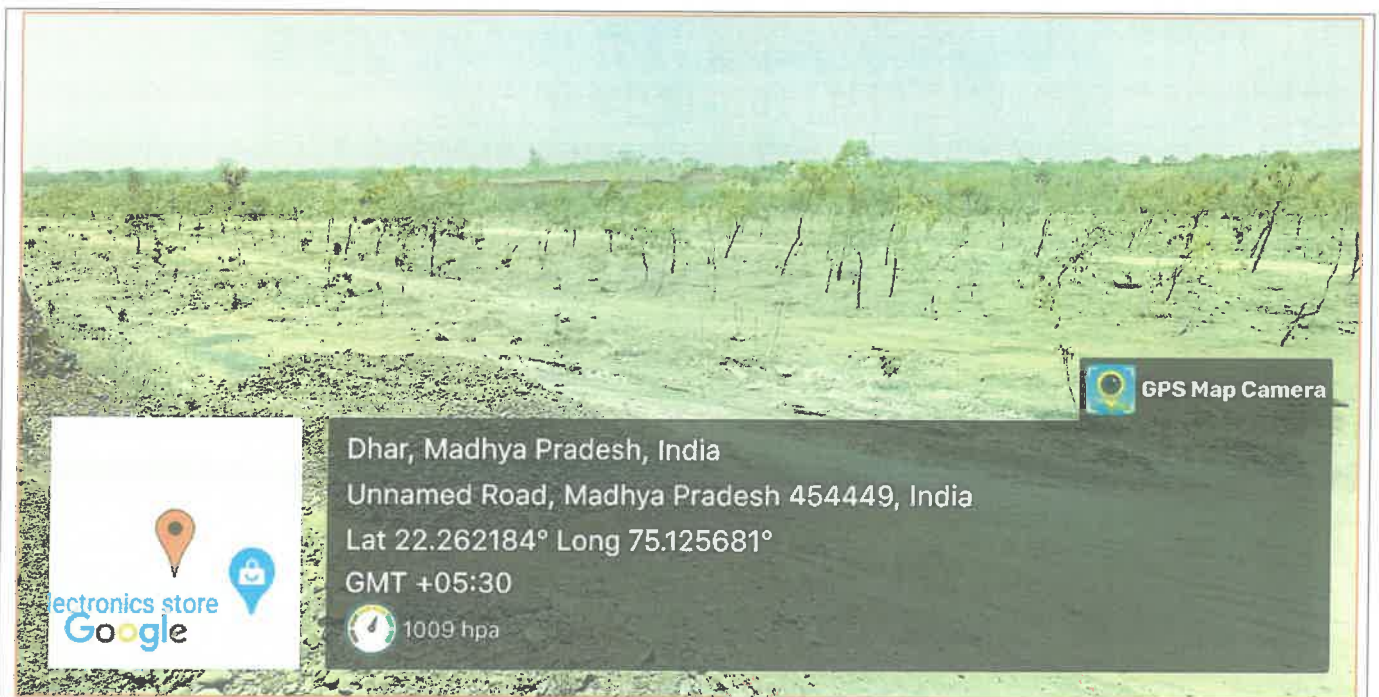 GPS Map Camera
Dhar, Madhya Pradesh, India
Unnamed Road, Madhya Pradesh 454449, India
Lat 22.262184° Long 75.125681°
GMT +05:30
1009 hpa
lectronics store
Google